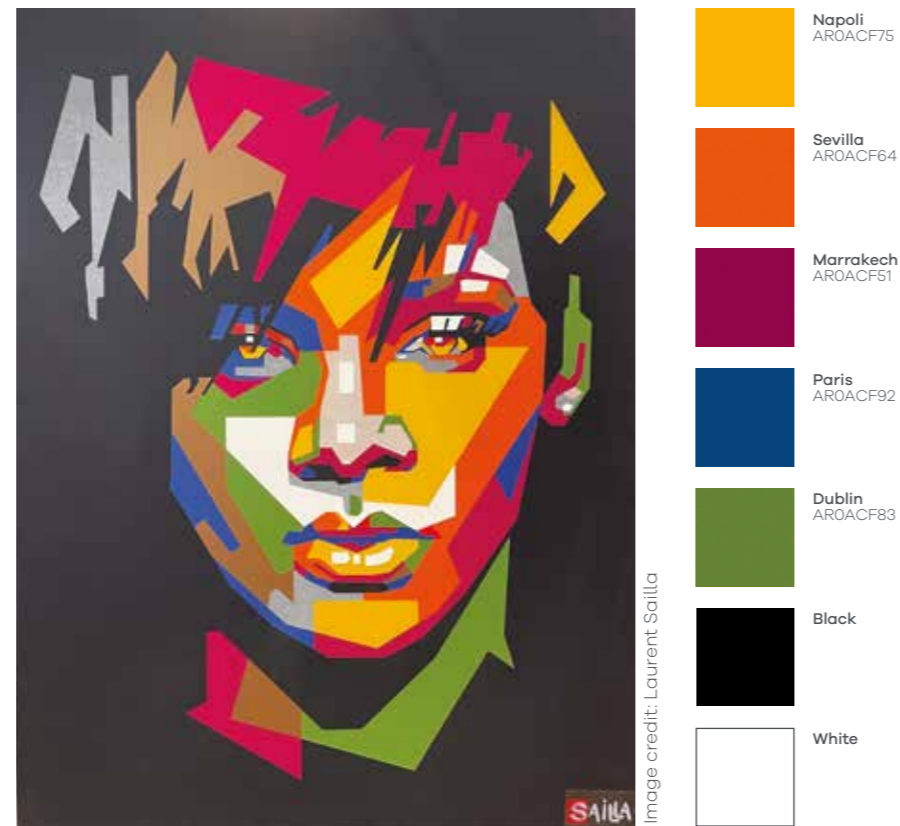 Napoli
AR0ACF75
Sevilla
AR0ACF64
Marrakech
AR0ACF51
Paris
AR0ACF92
Dublin
AR0ACF83
Black
White
Image credit: Laurent Sailla
SAILLA